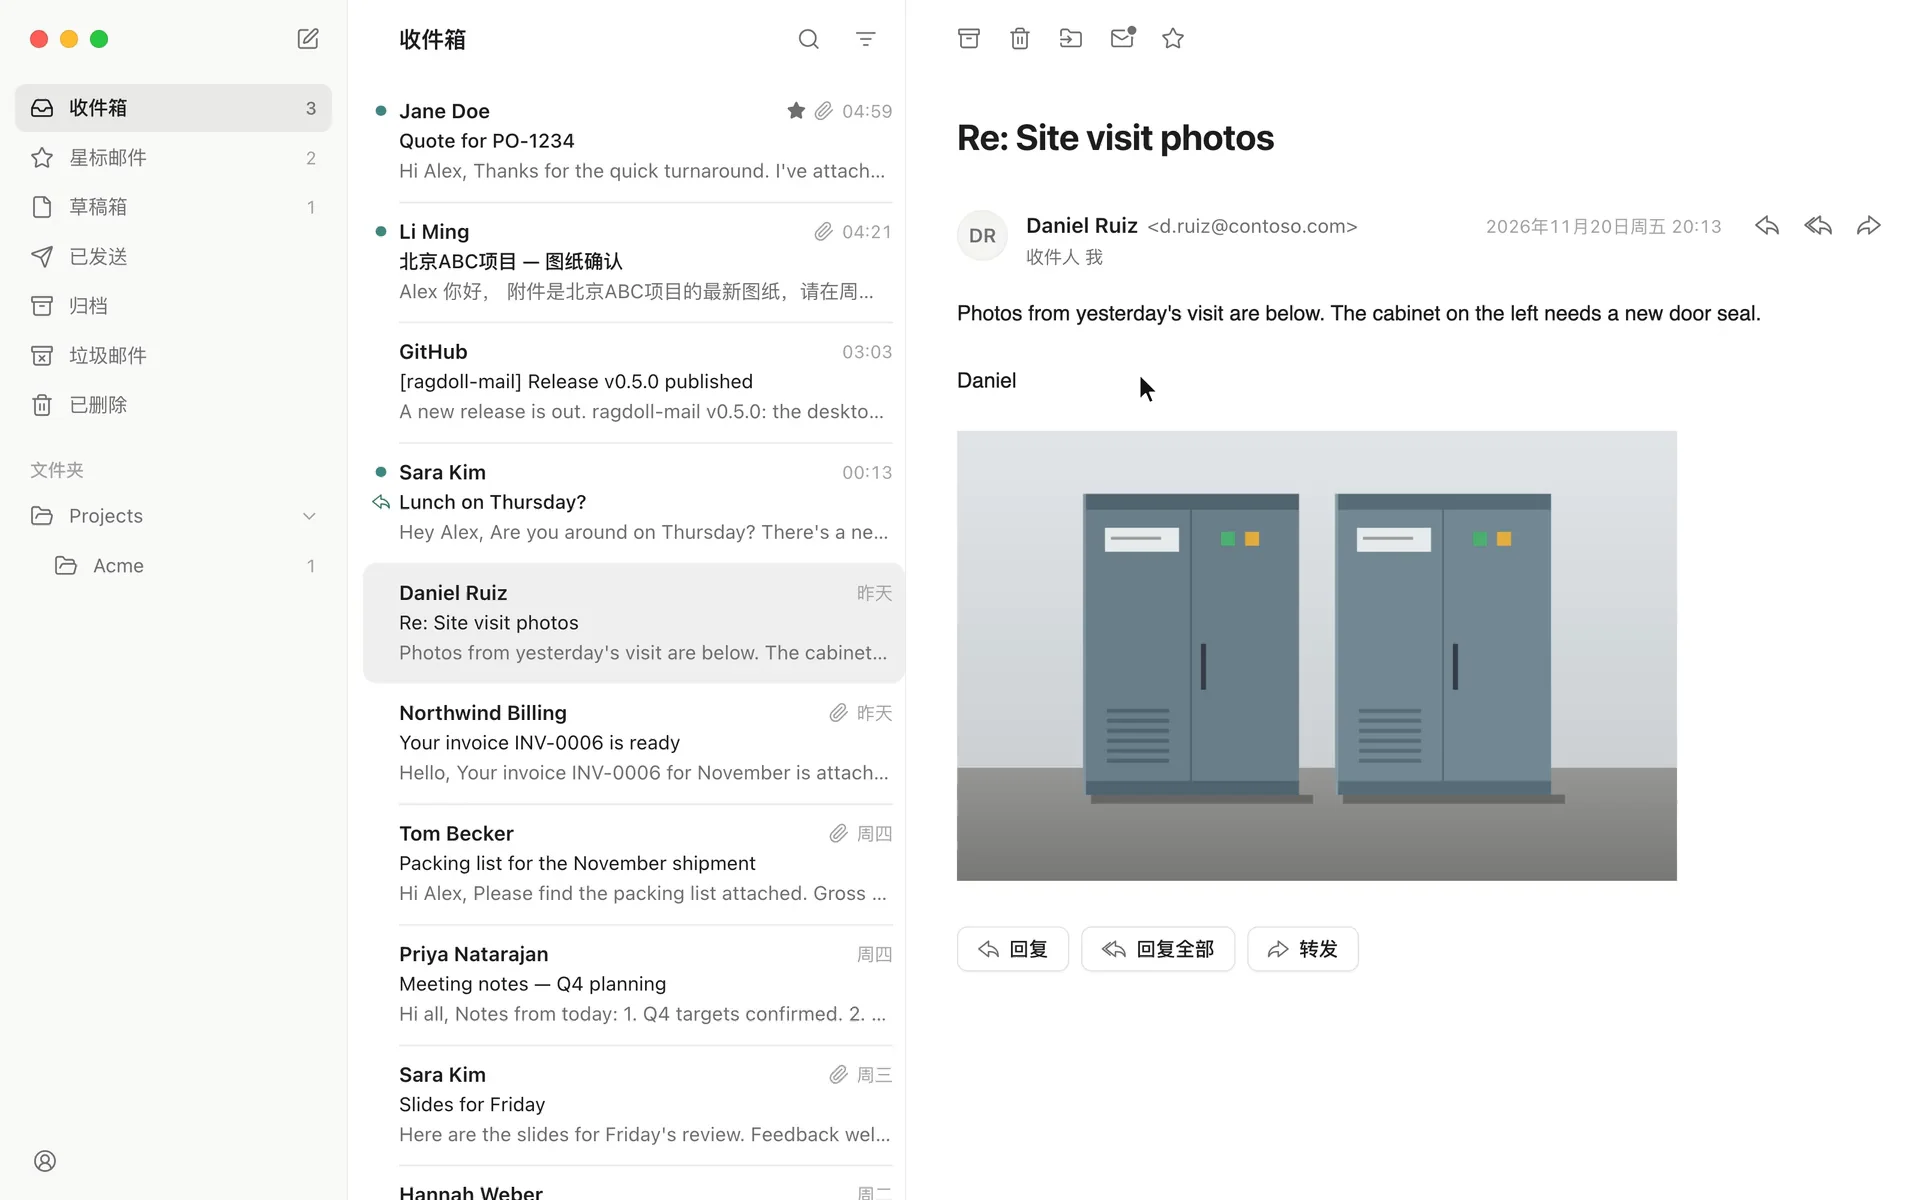 收件箱
收件箱 3
星标邮件 2
草稿箱 1
已发送
归档
垃圾邮件
已删除
文件夹
Projects
Acme 1
Jane Doe 04:59
Quote for PO-1234
Hi Alex, Thanks for the quick turnaround. I've attach...
Li Ming 04:21
北京ABC项目 — 图纸确认
Alex 你好， 附件是北京ABC项目的最新图纸，请在周...
GitHub 03:03
[ragdoll-mail] Release v0.5.0 published
A new release is out. ragdoll-mail v0.5.0: the deskto...
Sara Kim 00:13
Lunch on Thursday?
Hey Alex, Are you around on Thursday? There's a ne...
Daniel Ruiz 昨天
Re: Site visit photos
Photos from yesterday's visit are below. The cabinet...
Northwind Billing 昨天
Your invoice INV-0006 is ready
Hello, Your invoice INV-0006 for November is attach...
Tom Becker 周四
Packing list for the November shipment
Hi Alex, Please find the packing list attached. Gross ...
Priya Natarajan 周四
Meeting notes — Q4 planning
Hi all, Notes from today: 1. Q4 targets confirmed. 2. ...
Sara Kim 周三
Slides for Friday
Here are the slides for Friday's review. Feedback wel...
Hannah Weber 周二
Re: Site visit photos
DR
Daniel Ruiz <d.ruiz@contoso.com> 2026年11月20日周五 20:13
收件人 我
Photos from yesterday's visit are below. The cabinet on the left needs a new door seal.
Daniel
回复 回复全部 转发